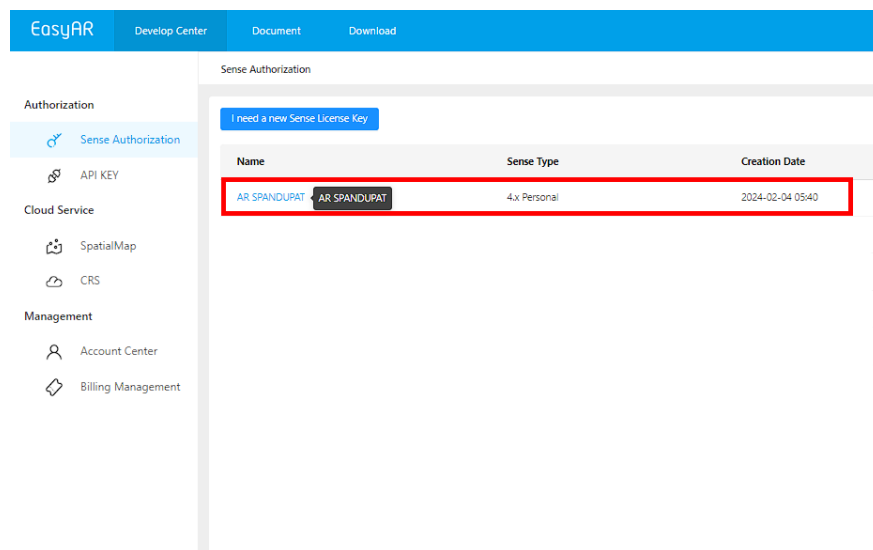 EasyAR
Develop Center
Document
Download
Sense Authorization
Authorization
Sense Authorization
API KEY
Cloud Service
SpatialMap
CRS
Management
Account Center
Billing Management
I need a new Sense License Key
Name Sense Type Creation Date
AR SPANDUPAT AR SPANDUPAT 4.x Personal 2024-02-04 05:40